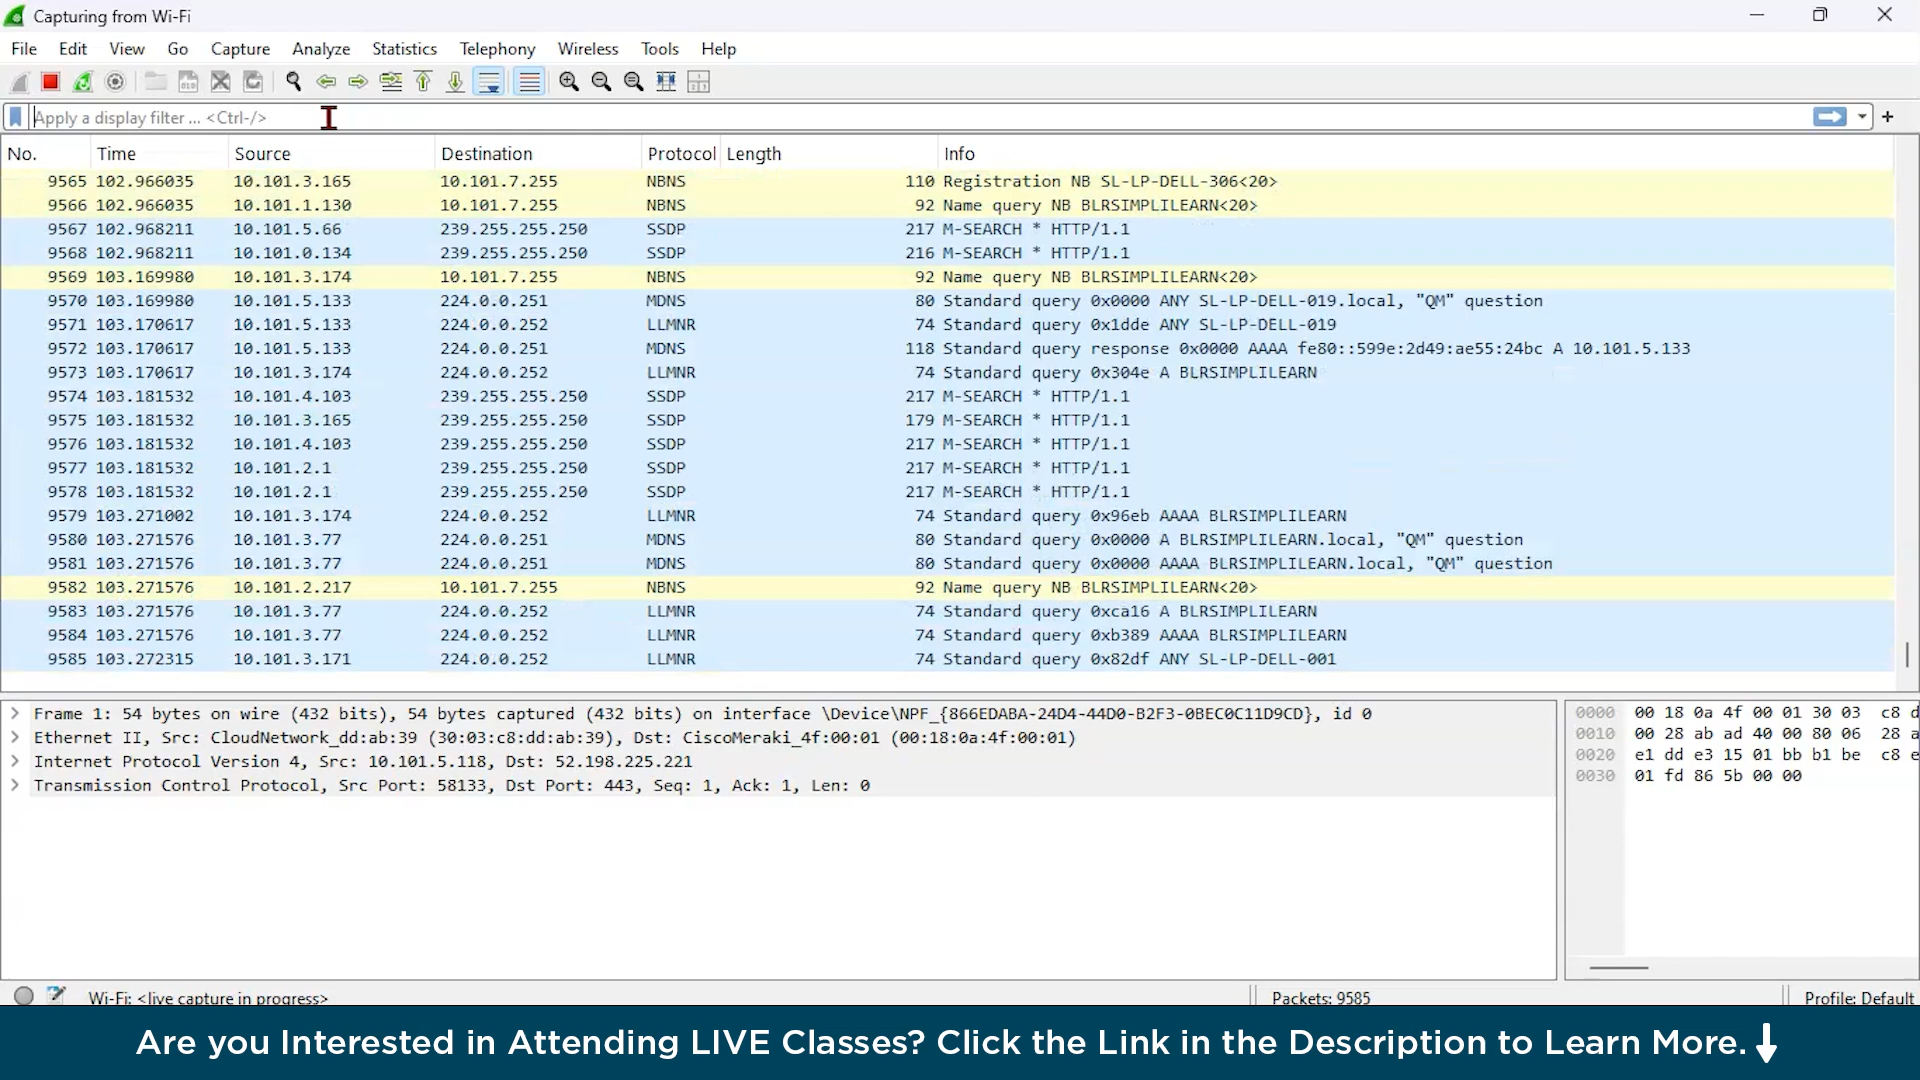 Capturing from Wi-Fi
File Edit View Go Capture Analyze Statistics Telephony Wireless Tools Help
Apply a display filter ... <Ctrl-/>
No. Time Source Destination Protocol Length Info
9565 102.966035 10.101.3.165 10.101.7.255 NBNS 110 Registration NB SL-LP-DELL-306<20>
9566 102.966035 10.101.1.130 10.101.7.255 NBNS 92 Name query NB BLRSIMPLILEARN<20>
9567 102.968211 10.101.5.66 239.255.255.250 SSDP 217 M-SEARCH * HTTP/1.1
9568 102.968211 10.101.0.134 239.255.255.250 SSDP 216 M-SEARCH * HTTP/1.1
9569 103.169980 10.101.3.174 10.101.7.255 NBNS 92 Name query NB BLRSIMPLILEARN<20>
9570 103.169980 10.101.5.133 224.0.0.251 MDNS 80 Standard query 0x0000 ANY SL-LP-DELL-019.local, "QM" question
9571 103.170617 10.101.5.133 224.0.0.252 LLMNR 74 Standard query 0x1dde ANY SL-LP-DELL-019
9572 103.170617 10.101.5.133 224.0.0.251 MDNS 118 Standard query response 0x0000 AAAA fe80::599e:2d49:ae55:24bc A 10.101.5.133
9573 103.170617 10.101.3.174 224.0.0.252 LLMNR 74 Standard query 0x304e A BLRSIMPLILEARN
9574 103.181532 10.101.4.103 239.255.255.250 SSDP 217 M-SEARCH * HTTP/1.1
9575 103.181532 10.101.3.165 239.255.255.250 SSDP 179 M-SEARCH * HTTP/1.1
9576 103.181532 10.101.4.103 239.255.255.250 SSDP 217 M-SEARCH * HTTP/1.1
9577 103.181532 10.101.2.1 239.255.255.250 SSDP 217 M-SEARCH * HTTP/1.1
9578 103.181532 10.101.2.1 239.255.255.250 SSDP 217 M-SEARCH * HTTP/1.1
9579 103.271002 10.101.3.174 224.0.0.252 LLMNR 74 Standard query 0x96eb AAAA BLRSIMPLILEARN
9580 103.271576 10.101.3.77 224.0.0.251 MDNS 80 Standard query 0x0000 A BLRSIMPLILEARN.local, "QM" question
9581 103.271576 10.101.3.77 224.0.0.251 MDNS 80 Standard query 0x0000 AAAA BLRSIMPLILEARN.local, "QM" question
9582 103.271576 10.101.2.217 10.101.7.255 NBNS 92 Name query NB BLRSIMPLILEARN<20>
9583 103.271576 10.101.3.77 224.0.0.252 LLMNR 74 Standard query 0xca16 A BLRSIMPLILEARN
9584 103.271576 10.101.3.77 224.0.0.252 LLMNR 74 Standard query 0xb389 AAAA BLRSIMPLILEARN
9585 103.272315 10.101.3.171 224.0.0.252 LLMNR 74 Standard query 0x82df ANY SL-LP-DELL-001
Frame 1: 54 bytes on wire (432 bits), 54 bytes captured (432 bits) on interface \Device\NPF_{866EDABA-24D4-44D0-B2F3-0BEC0C11D9CD}, id 0
Ethernet II, Src: CloudNetwork_dd:ab:39 (30:03:c8:dd:ab:39), Dst: CiscoMeraki_4f:00:01 (00:18:0a:4f:00:01)
Internet Protocol Version 4, Src: 10.101.5.118, Dst: 52.198.225.221
Transmission Control Protocol, Src Port: 58133, Dst Port: 443, Seq: 1, Ack: 1, Len: 0
0000 00 18 0a 4f 00 01 30 03 c8 d
0010 00 28 ab ad 40 00 80 06 28 a
0020 e1 dd e3 15 01 bb b1 be c8 e
0030 01 fd 86 5b 00 00
Wi-Fi: <live capture in progress>
Packets: 9585
Profile: Default
Are you Interested in Attending LIVE Classes? Click the Link in the Description to Learn More.